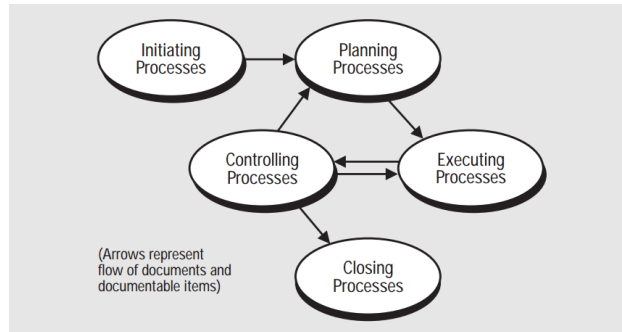 Initiating
Processes
Planning
Processes
Controlling
Processes
Executing
Processes
(Arrows represent
flow of documents and
documentable items)
Closing
Processes